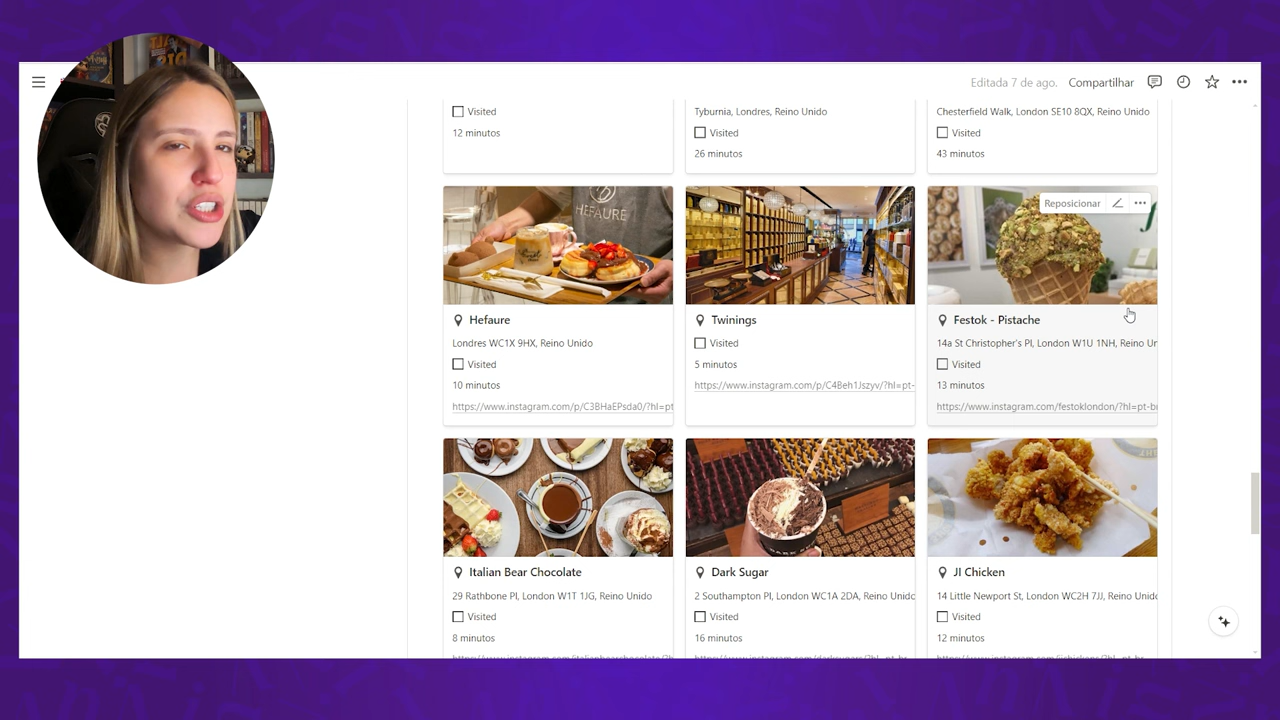 Editada 7 de ago.
Compartilhar
Visited
12 minutos
Tyburnia, Londres, Reino Unido
Visited
26 minutos
Chesterfield Walk, London SE10 8QX, Reino Unido
Visited
43 minutos
HEFAURE
Hefaure
Londres WC1X 9HX, Reino Unido
Visited
10 minutos
https://www.instagram.com/p/C3BHaEPsda0/?hl=pt
Twinings
Visited
5 minutos
https://www.instagram.com/p/C4Beh1Jszyv/?hl=pt-
Reposicionar
Festok - Pistache
14a St Christopher's Pl, London W1U 1NH, Reino Un
Visited
13 minutos
https://www.instagram.com/festoklondon/?hl=pt-br
Italian Bear Chocolate
29 Rathbone Pl, London W1T 1JG, Reino Unido
Visited
8 minutos
Dark Sugar
2 Southampton Pl, London WC1A 2DA, Reino Unido
Visited
16 minutos
JI Chicken
14 Little Newport St, London WC2H 7JJ, Reino Unido
Visited
12 minutos